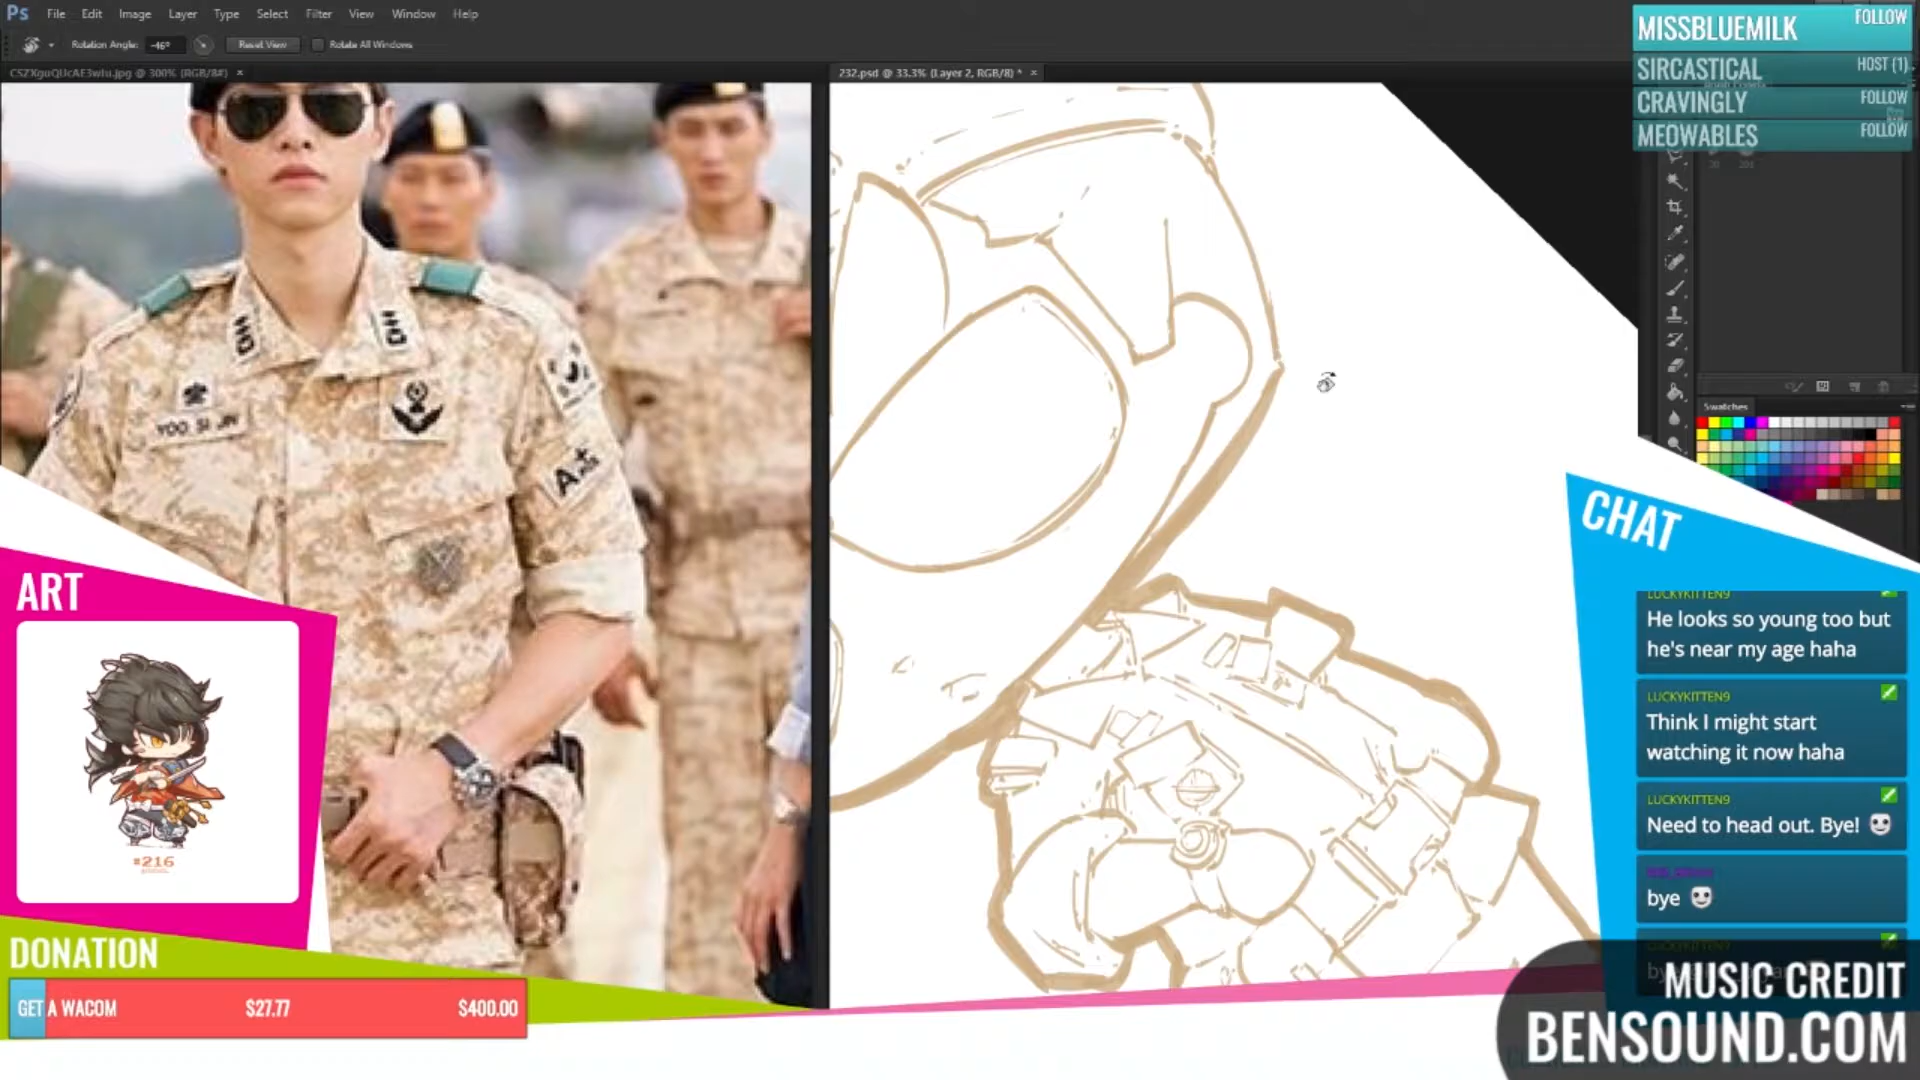 Ps File Edit Image Layer Type Select Filter View Window Help
Rotation Angle: -46° Reset View Rotate All Windows
232.psd @ 33.3% (Layer 2, RGB/8) *
MISSBLUEMILK FOLLOW
SIRCASTICAL HOST (1)
CRAVINGLY FOLLOW
MEOWABLES FOLLOW
Swatches
YOO SI JIN
A+
ART
#216
DONATION
GET A WACOM $27.77 $400.00
CHAT
LUCKYKITTEN9
He looks so young too but
he's near my age haha
LUCKYKITTEN9
Think I might start
watching it now haha
LUCKYKITTEN9
Need to head out. Bye!
bye
LUCKYKITTEN9
MUSIC CREDIT
BENSOUND.COM